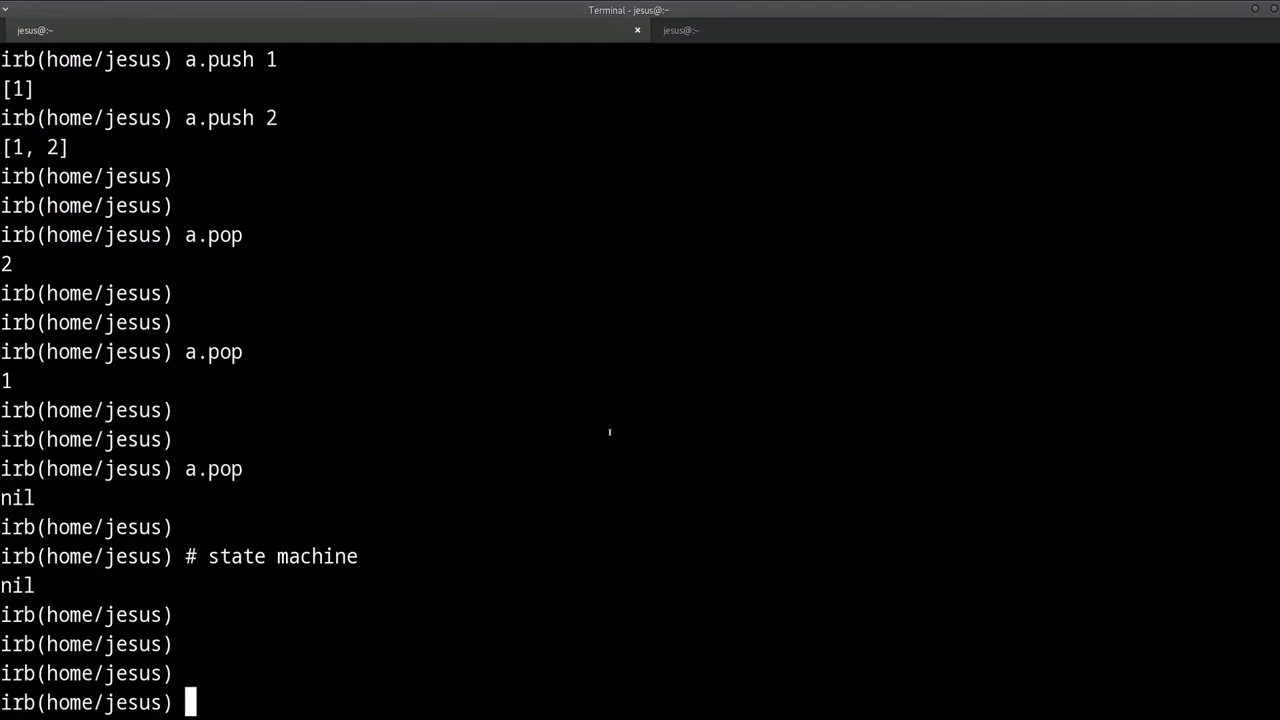 Terminal - jesus@:~
jesus@:~ × jesus@:~
irb(home/jesus) a.push 1
[1]
irb(home/jesus) a.push 2
[1, 2]
irb(home/jesus)
irb(home/jesus)
irb(home/jesus) a.pop
2
irb(home/jesus)
irb(home/jesus)
irb(home/jesus) a.pop
1
irb(home/jesus)
irb(home/jesus)
irb(home/jesus) a.pop
nil
irb(home/jesus)
irb(home/jesus) # state machine
nil
irb(home/jesus)
irb(home/jesus)
irb(home/jesus)
irb(home/jesus)